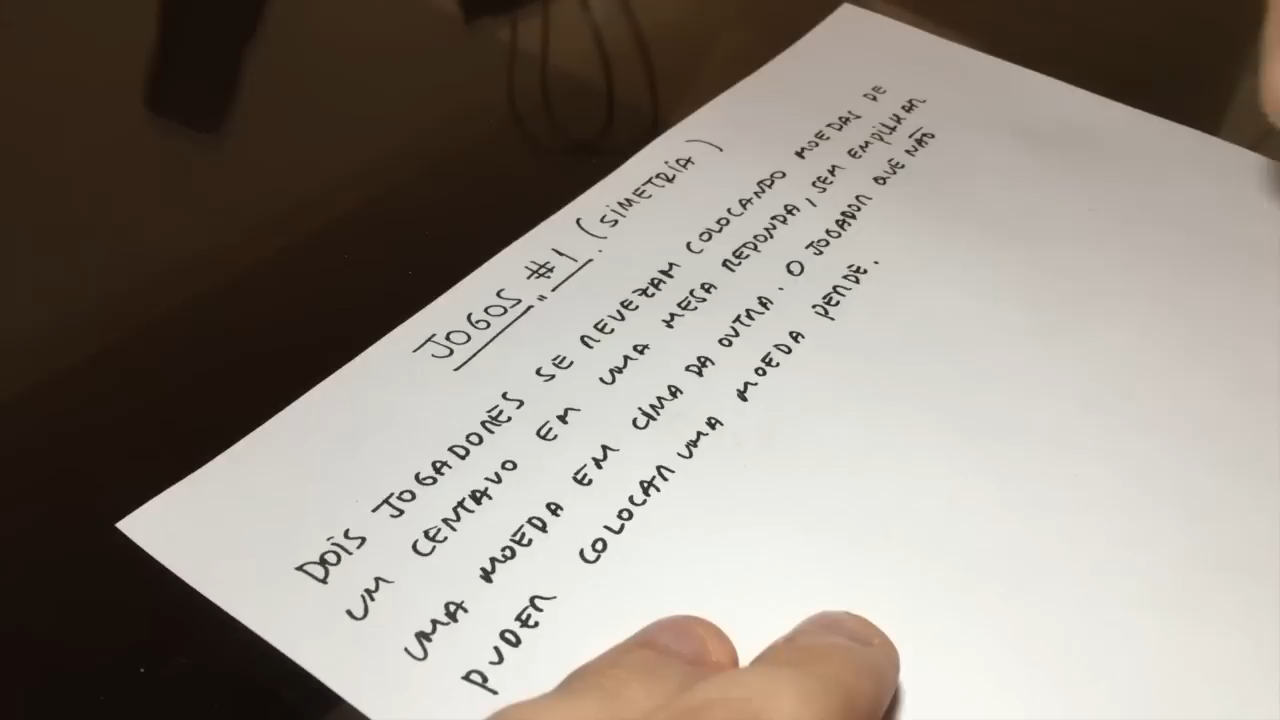 JOGOS #1 (SIMETRIA)
DOIS JOGADORES SE REVEZAM COLOCANDO MOEDAS DE
UM CENTAVO EM UMA MESA REDONDA, SEM EMPILHAR
UMA MOEDA EM CIMA DA OUTRA. O JOGADOR QUE NÃO
PUDER COLOCAR UMA MOEDA PERDE.